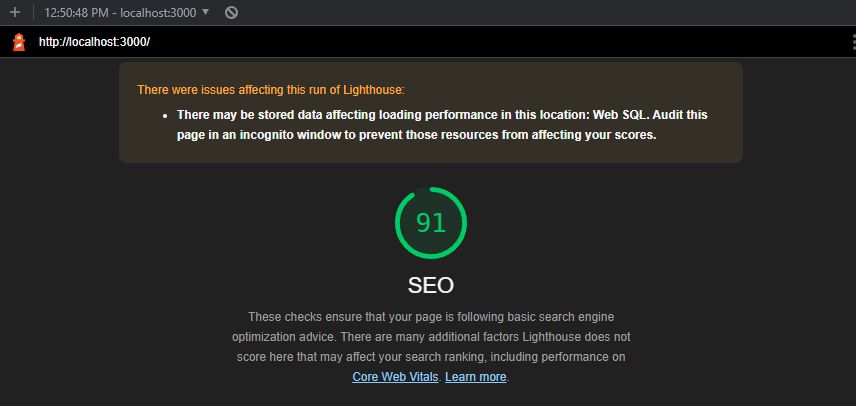 12:50:48 PM - localhost:3000
http://localhost:3000/
There were issues affecting this run of Lighthouse:
• There may be stored data affecting loading performance in this location: Web SQL. Audit this
page in an incognito window to prevent those resources from affecting your scores.
91
SEO
These checks ensure that your page is following basic search engine
optimization advice. There are many additional factors Lighthouse does not
score here that may affect your search ranking, including performance on
Core Web Vitals. Learn more.